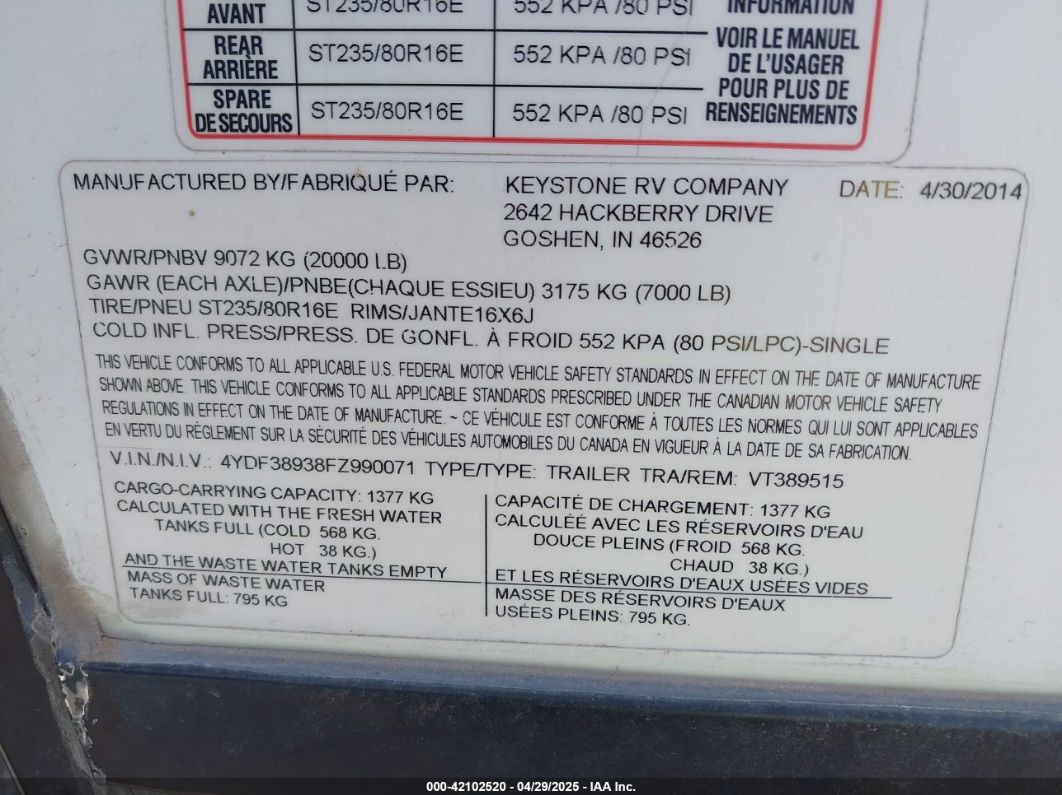 AVANT ST235/80R16E 552 KPA /80 PSI INFORMATION
REAR
ARRIÈRE ST235/80R16E 552 KPA /80 PSI
SPARE
DE SECOURS ST235/80R16E 552 KPA /80 PSI
VOIR LE MANUEL
DE L'USAGER
POUR PLUS DE
RENSEIGNEMENTS
MANUFACTURED BY/FABRIQUÉ PAR: KEYSTONE RV COMPANY DATE: 4/30/2014
2642 HACKBERRY DRIVE
GOSHEN, IN 46526
GVWR/PNBV 9072 KG (20000 LB)
GAWR (EACH AXLE)/PNBE(CHAQUE ESSIEU) 3175 KG (7000 LB)
TIRE/PNEU ST235/80R16E RIMS/JANTE16X6J
COLD INFL. PRESS/PRESS. DE GONFL. À FROID 552 KPA (80 PSI/LPC)-SINGLE
THIS VEHICLE CONFORMS TO ALL APPLICABLE U.S. FEDERAL MOTOR VEHICLE SAFETY STANDARDS IN EFFECT ON THE DATE OF MANUFACTURE
SHOWN ABOVE. THIS VEHICLE CONFORMS TO ALL APPLICABLE STANDARDS PRESCRIBED UNDER THE CANADIAN MOTOR VEHICLE SAFETY
REGULATIONS IN EFFECT ON THE DATE OF MANUFACTURE. ~ CE VÉHICULE EST CONFORME À TOUTES LES NORMES QUI LUI SONT APPLICABLES
EN VERTU DU RÉGLEMENT SUR LA SÉCURITÉ DES VÉHICULES AUTOMOBILES DU CANADA EN VIGUEUR À LA DATE DE SA FABRICATION.
V.I.N./N.I.V.: 4YDF38938FZ990071 TYPE/TYPE: TRAILER TRA/REM: VT389515
CARGO-CARRYING CAPACITY: 1377 KG
CALCULATED WITH THE FRESH WATER
TANKS FULL (COLD 568 KG.
HOT 38 KG.)
AND THE WASTE WATER TANKS EMPTY
MASS OF WASTE WATER
TANKS FULL: 795 KG
CAPACITÉ DE CHARGEMENT: 1377 KG
CALCULÉE AVEC LES RÉSERVOIRS D'EAU
DOUCE PLEINS (FROID 568 KG.
CHAUD 38 KG.)
ET LES RÉSERVOIRS D'EAUX USÉES VIDES
MASSE DES RÉSERVOIRS D'EAUX
USÉES PLEINS: 795 KG.
000-42102520 - 04/29/2025 - IAA Inc.